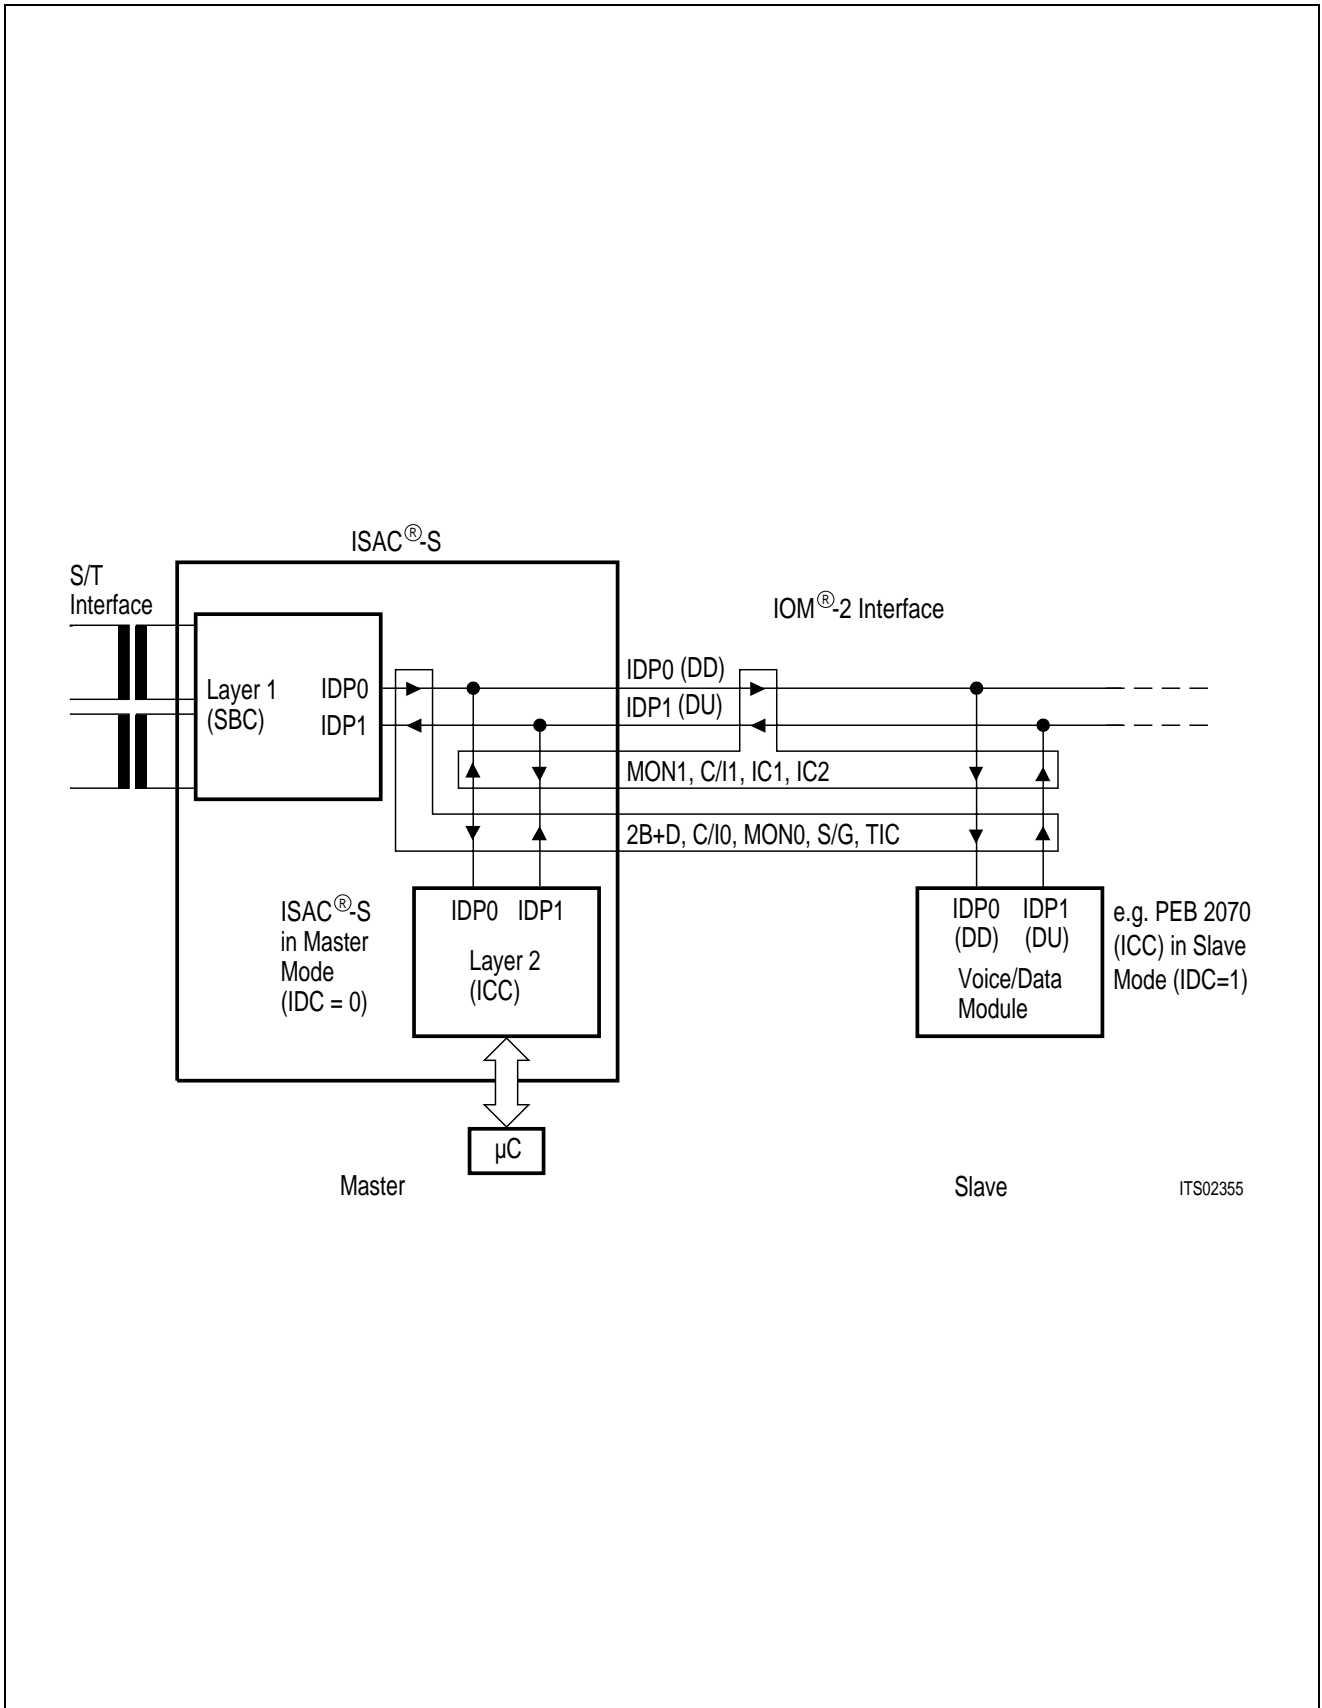 ISAC®-S
S/T
Interface
IOM®-2 Interface
IDP0 (DD)
IDP1 (DU)
Layer 1
(SBC)
IDP0
IDP1
MON1, C/I1, IC1, IC2
2B+D, C/I0, MON0, S/G, TIC
ISAC®-S
in Master
Mode
(IDC = 0)
IDP0 IDP1
Layer 2
(ICC)
IDP0 IDP1
(DD) (DU)
Voice/Data
Module
e.g. PEB 2070
(ICC) in Slave
Mode (IDC=1)
µC
Master
Slave
ITS02355